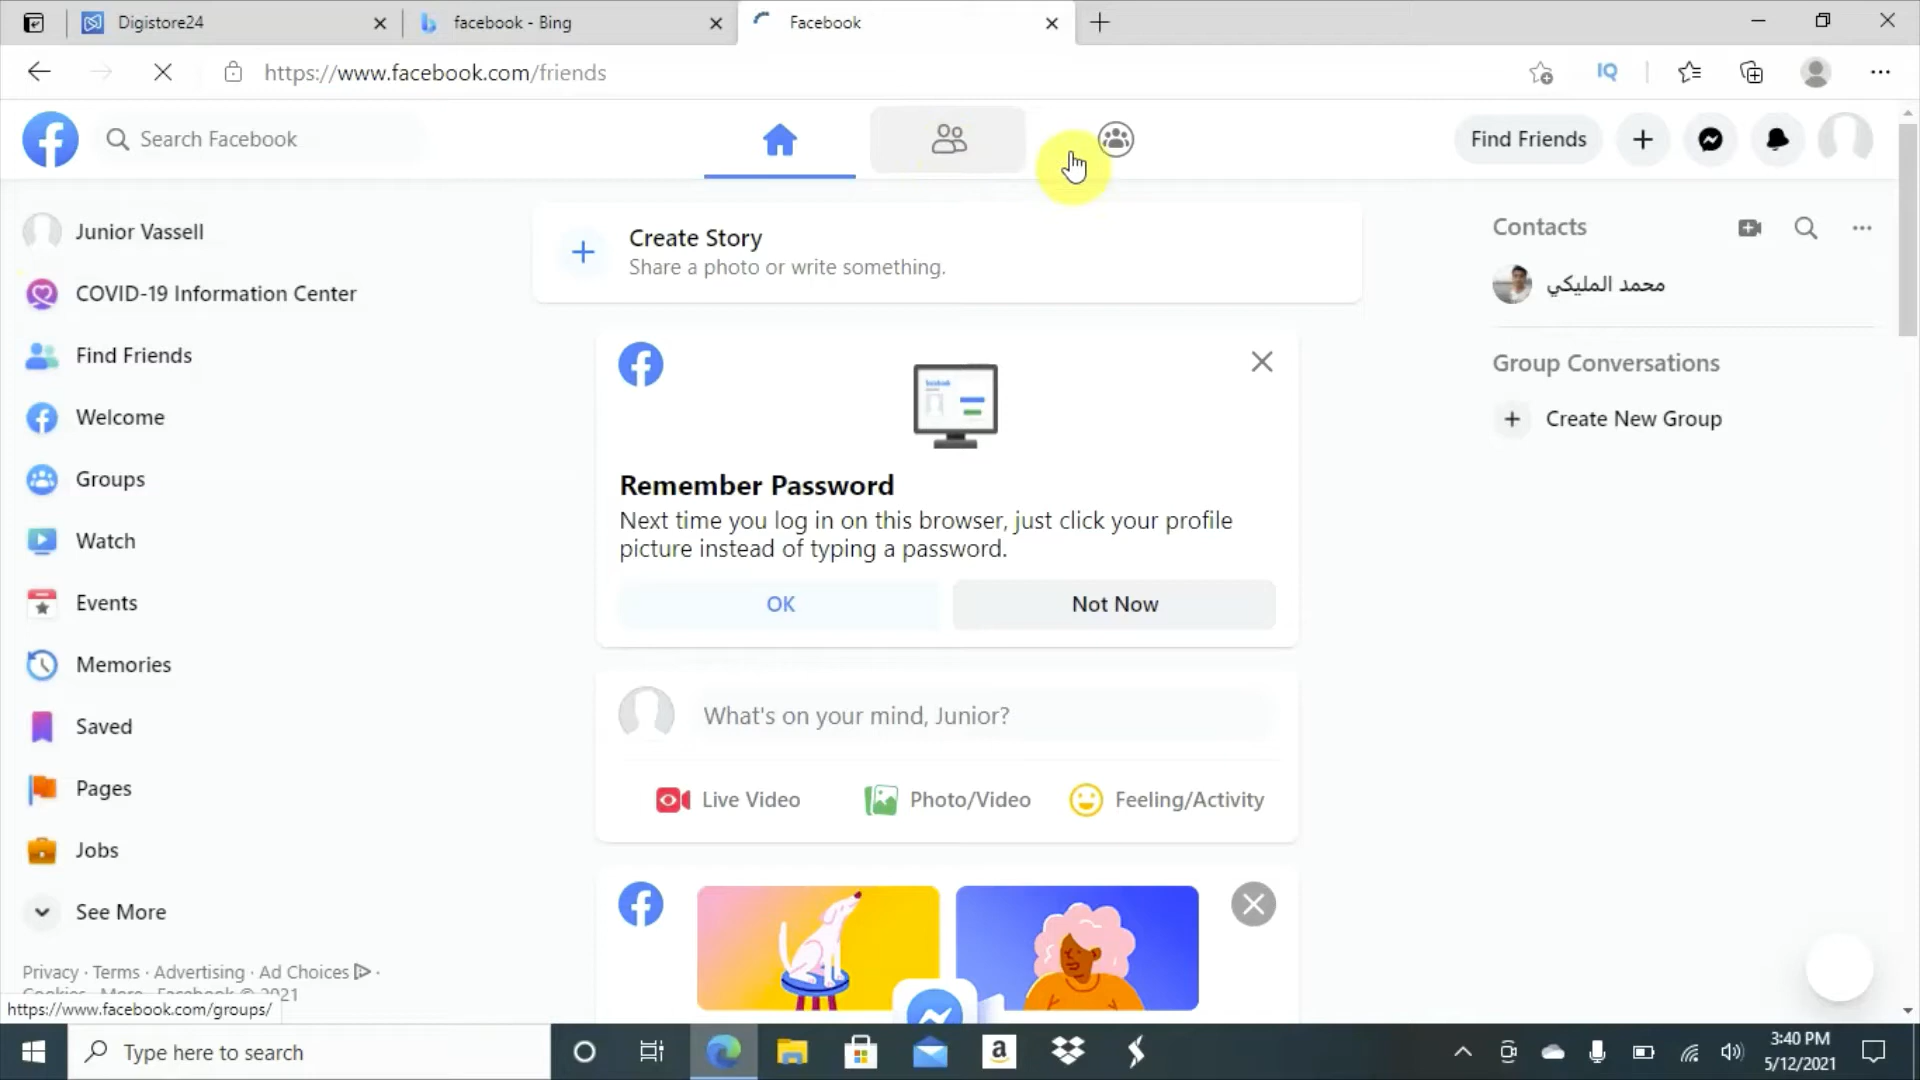 Digistore24
facebook - Bing
Facebook
https://www.facebook.com/friends
IQ
Search Facebook
Find Friends
Junior Vassell
COVID-19 Information Center
Find Friends
Welcome
Groups
Watch
Events
Memories
Saved
Pages
Jobs
See More
Privacy · Terms · Advertising · Ad Choices ·
Cookies · More · Facebook © 2021
https://www.facebook.com/groups/
Create Story
Share a photo or write something.
Remember Password
Next time you log in on this browser, just click your profile
picture instead of typing a password.
OK
Not Now
What's on your mind, Junior?
Live Video
Photo/Video
Feeling/Activity
Contacts
محمد المليكي
Group Conversations
Create New Group
Type here to search
3:40 PM
5/12/2021